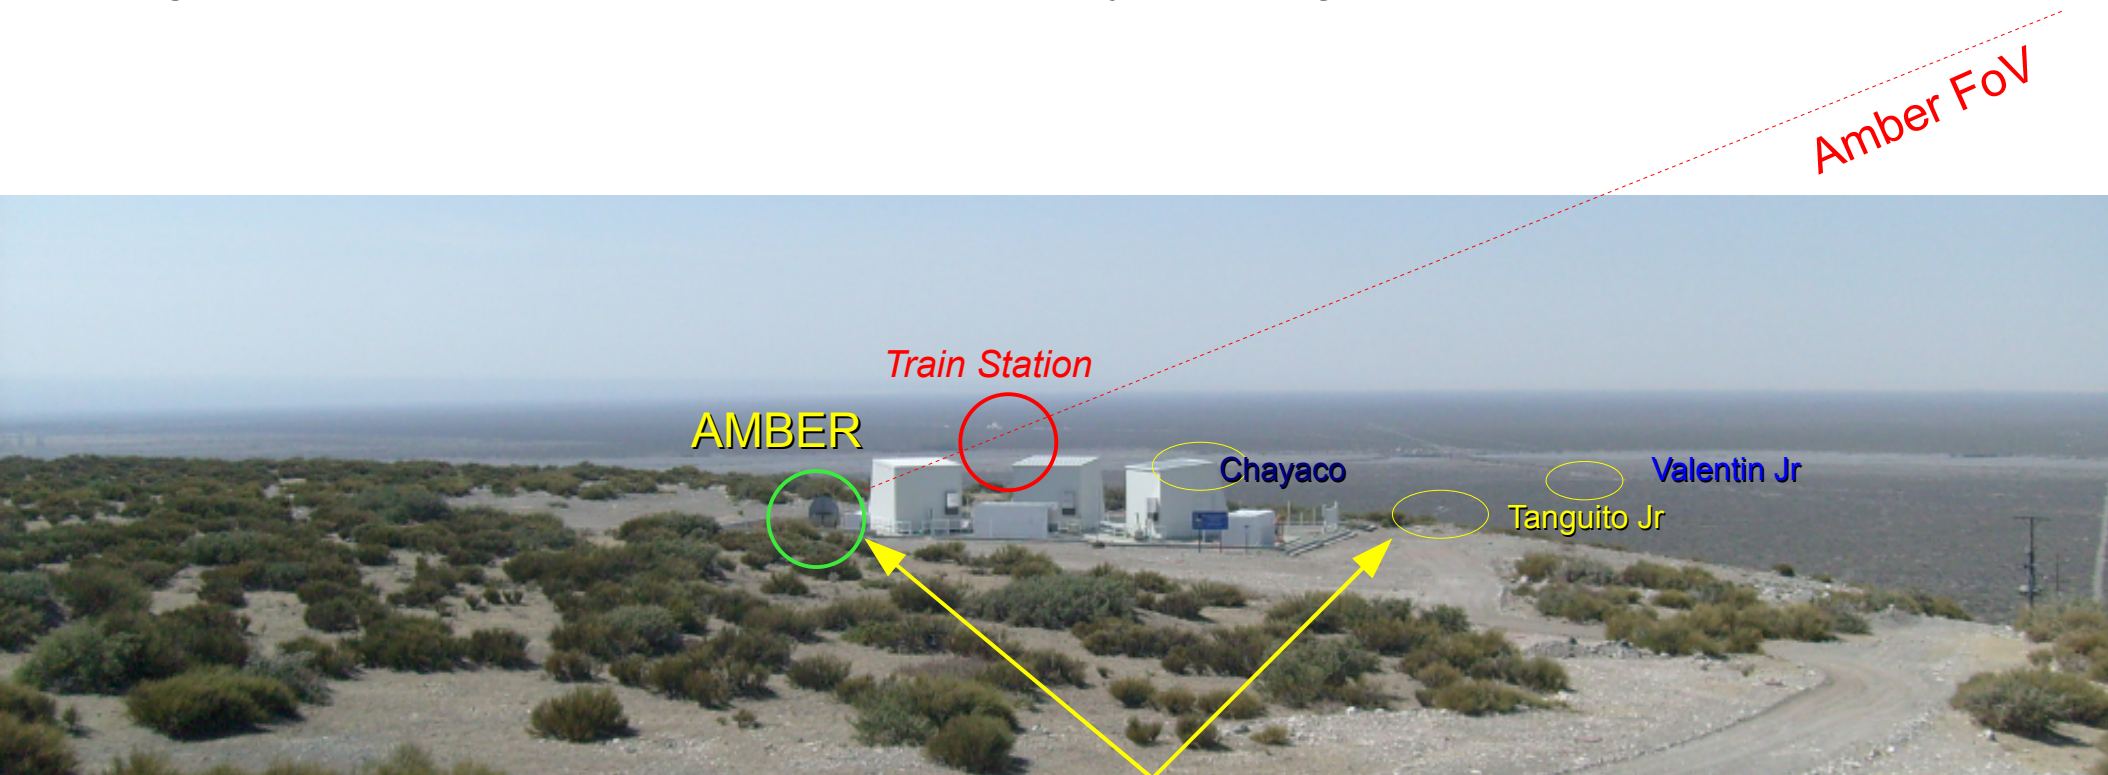 Amber FoV
Train Station
AMBER
Chayaco
Valentin Jr
Tanguito Jr